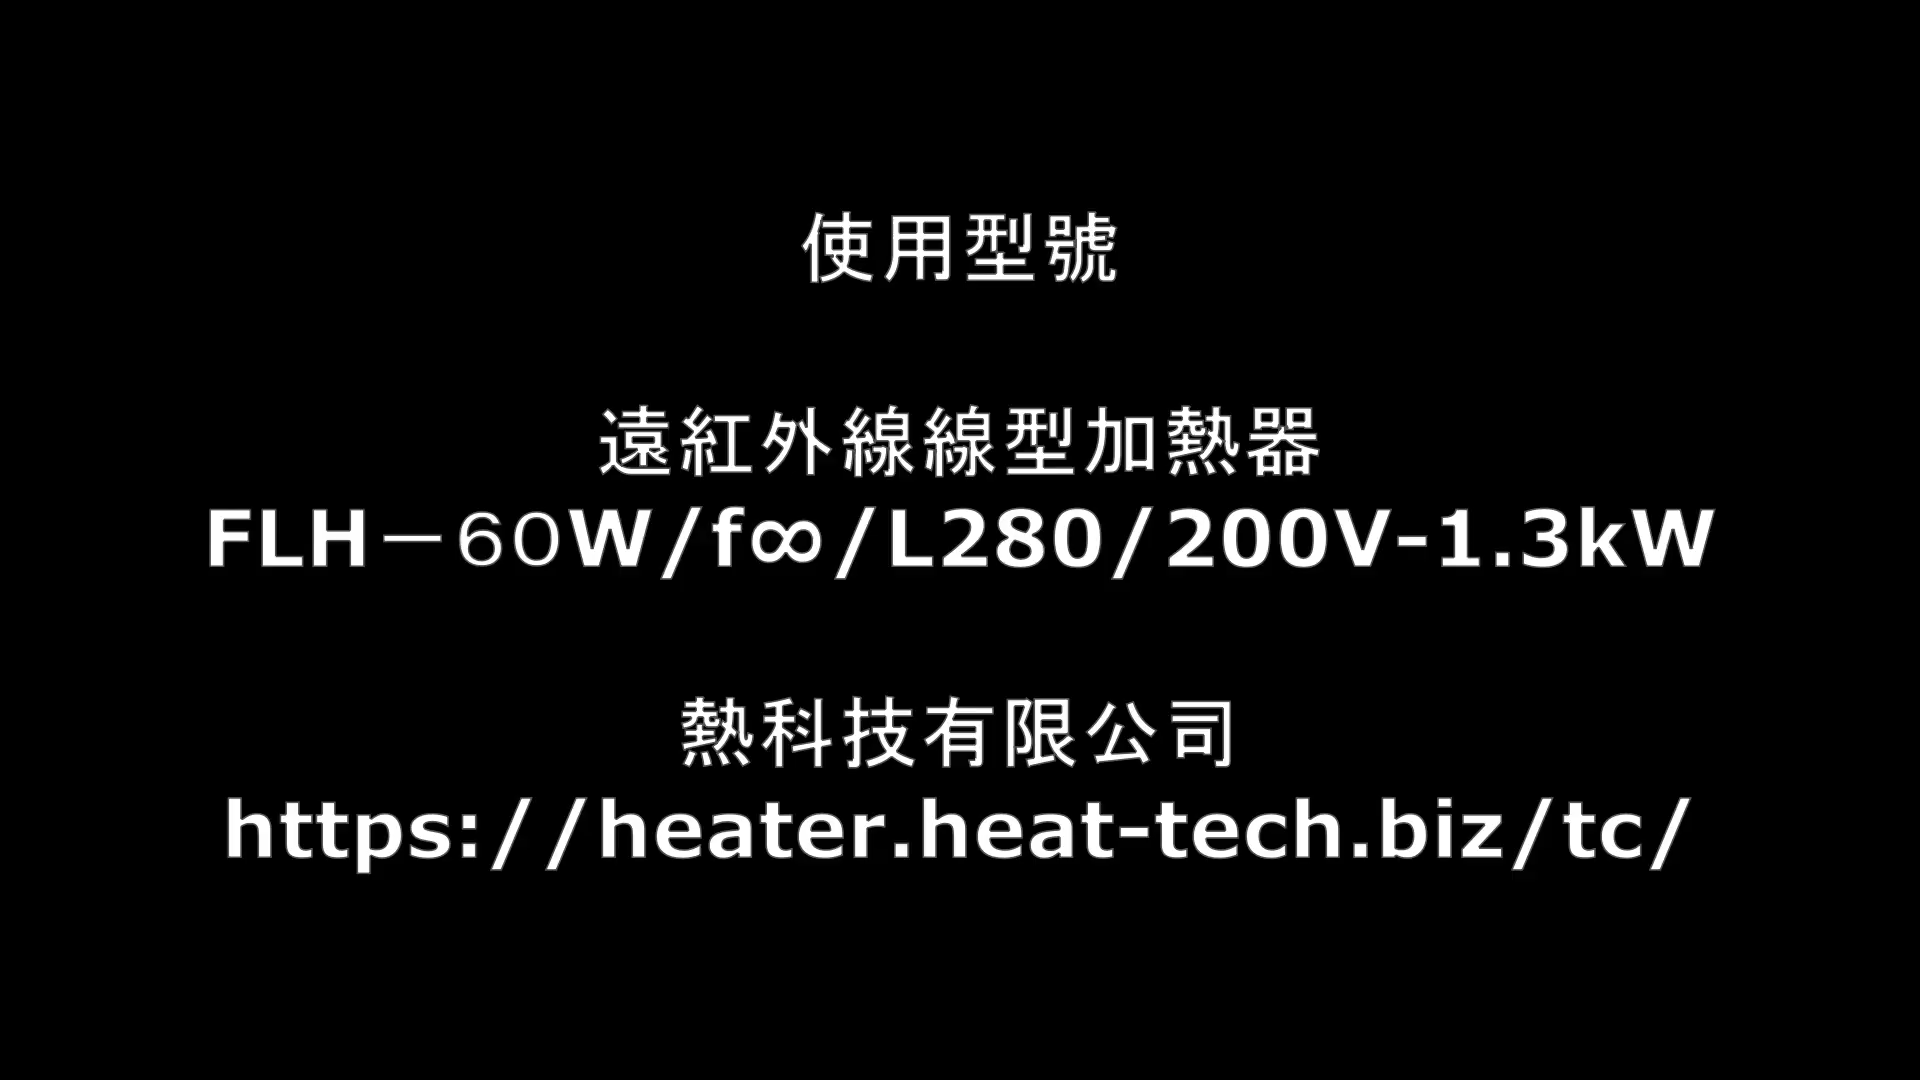 使用型號
遠紅外線線型加熱器
FLH－６０W/f∞/L280/200V-1.3kW
熱科技有限公司
https://heater.heat-tech.biz/tc/